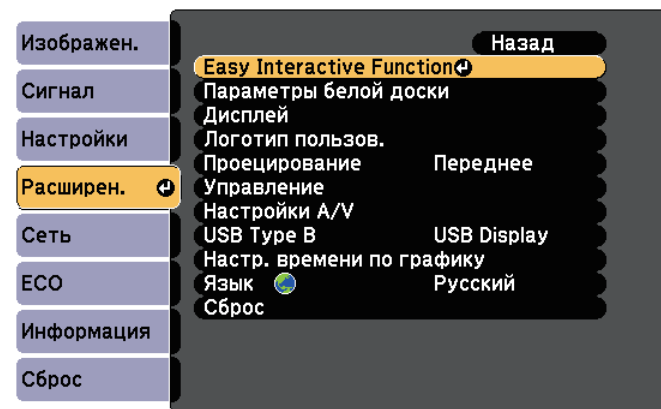 Изображен.
Сигнал
Настройки
Расширен.
Сеть
ECO
Информация
Сброс
Назад
Easy Interactive Function
Параметры белой доски
Дисплей
Логотип пользов.
Проецирование Переднее
Управление
Настройки A/V
USB Type B USB Display
Настр. времени по графику
Язык Русский
Сброс